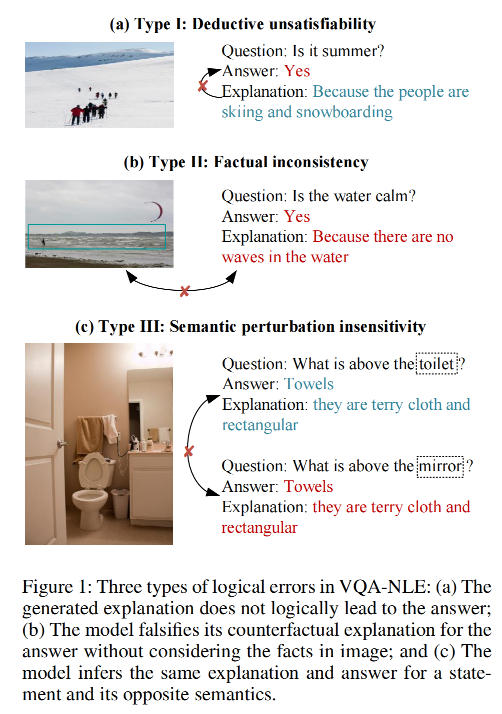 (a) Type I: Deductive unsatisfiability
Question: Is it summer?
Answer: Yes
Explanation: Because the people are
skiing and snowboarding
(b) Type II: Factual inconsistency
Question: Is the water calm?
Answer: Yes
Explanation: Because there are no
waves in the water
(c) Type III: Semantic perturbation insensitivity
Question: What is above the toilet ?
Answer: Towels
Explanation: they are terry cloth and
rectangular
Question: What is above the mirror ?
Answer: Towels
Explanation: they are terry cloth and
rectangular
Figure 1: Three types of logical errors in VQA-NLE: (a) The
generated explanation does not logically lead to the answer;
(b) The model falsifies its counterfactual explanation for the
answer without considering the facts in image; and (c) The
model infers the same explanation and answer for a state-
ment and its opposite semantics.